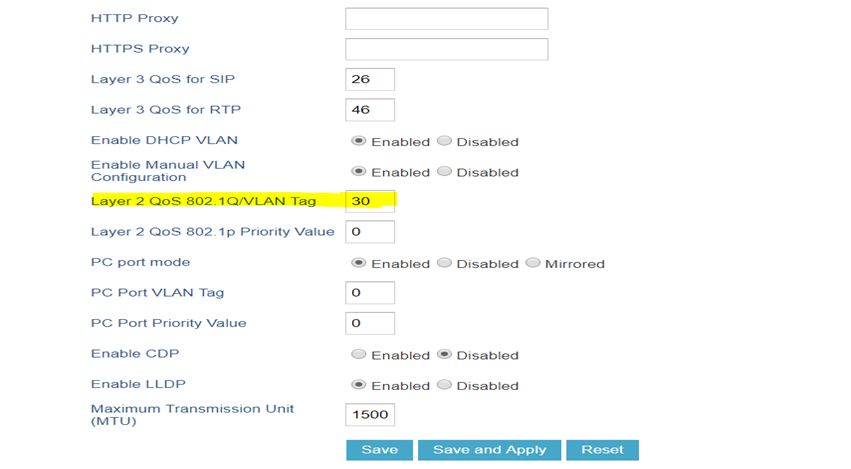 HTTP Proxy
HTTPS Proxy
Layer 3 QoS for SIP 26
Layer 3 QoS for RTP 46
Enable DHCP VLAN Enabled Disabled
Enable Manual VLAN
Configuration Enabled Disabled
Layer 2 QoS 802.1Q/VLAN Tag 30
Layer 2 QoS 802.1p Priority Value 0
PC port mode Enabled Disabled Mirrored
PC Port VLAN Tag 0
PC Port Priority Value 0
Enable CDP Enabled Disabled
Enable LLDP Enabled Disabled
Maximum Transmission Unit
(MTU) 1500
Save Save and Apply Reset